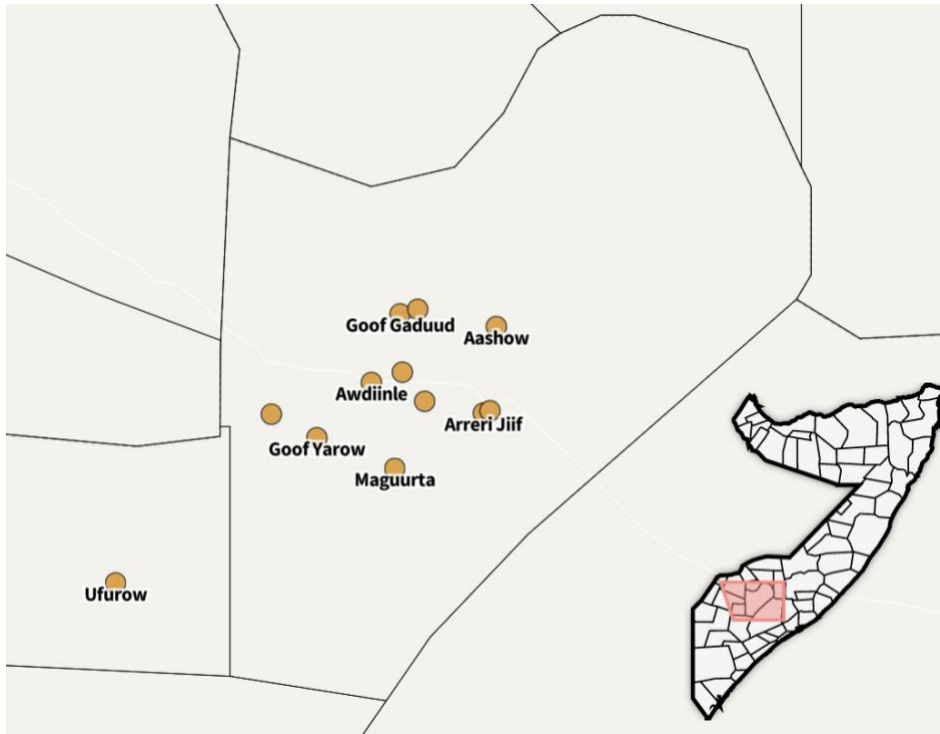 Goof Gaduud
Aashow
Awdiinle
Arreri Jiif
Goof Yarow
Maguurta
Ufurow